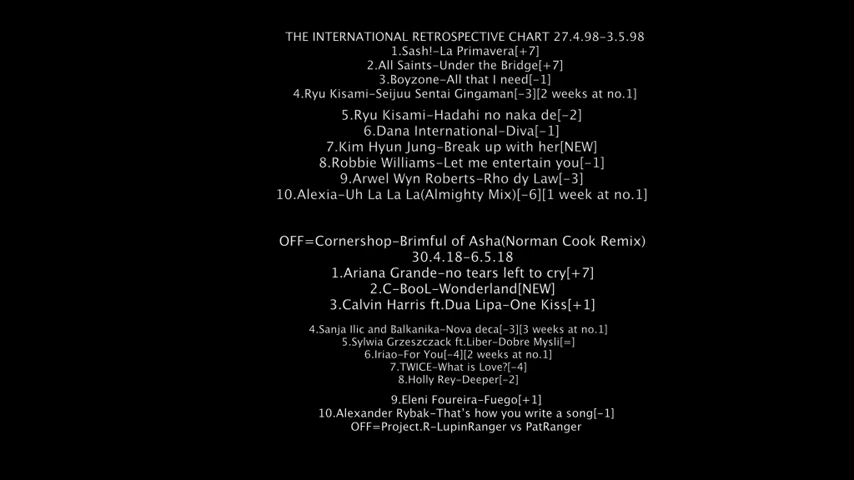 THE INTERNATIONAL RETROSPECTIVE CHART 27.4.98-3.5.98
1.Sash!-La Primavera[+7]
2.All Saints-Under the Bridge[+7]
3.Boyzone-All that I need[-1]
4.Ryu Kisami-Seijuu Sentai Gingaman[-3][2 weeks at no.1]
5.Ryu Kisami-Hadahi no naka de[-2]
6.Dana International-Diva[-1]
7.Kim Hyun Jung-Break up with her[NEW]
8.Robbie Williams-Let me entertain you[-1]
9.Arwel Wyn Roberts-Rho dy Law[-3]
10.Alexia-Uh La La La(Almighty Mix)[-6][1 week at no.1]
OFF=Cornershop-Brimful of Asha(Norman Cook Remix)
30.4.18-6.5.18
1.Ariana Grande-no tears left to cry[+7]
2.C-BooL-Wonderland[NEW]
3.Calvin Harris ft.Dua Lipa-One Kiss[+1]
4.Sanja Ilic and Balkanika-Nova deca[-3][3 weeks at no.1]
5.Sylwia Grzeszczack ft.Liber-Dobre Mysli[=]
6.Iriao-For You[-4][2 weeks at no.1]
7.TWICE-What is Love?[-4]
8.Holly Rey-Deeper[-2]
9.Eleni Foureira-Fuego[+1]
10.Alexander Rybak-That's how you write a song[-1]
OFF=Project.R-LupinRanger vs PatRanger